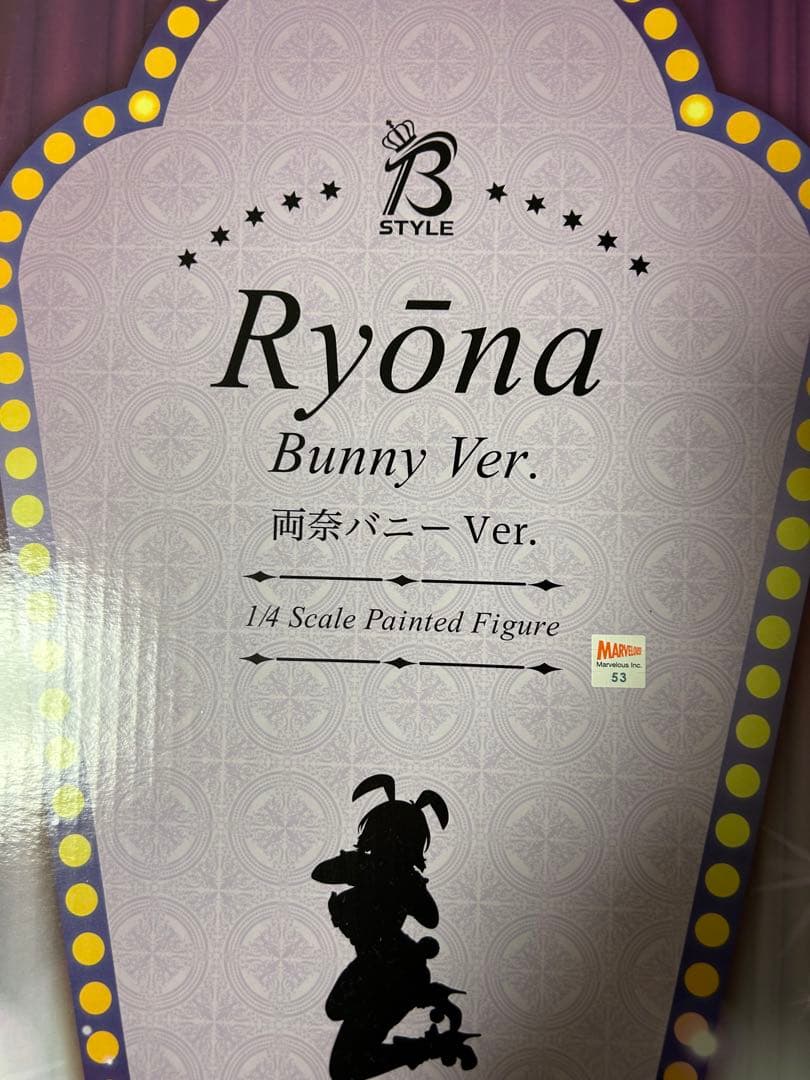 B
STYLE
Ryōna
Bunny Ver.
両奈バニーVer.
1/4 Scale Painted Figure
MARVELOUS!
Marvelous Inc.
53